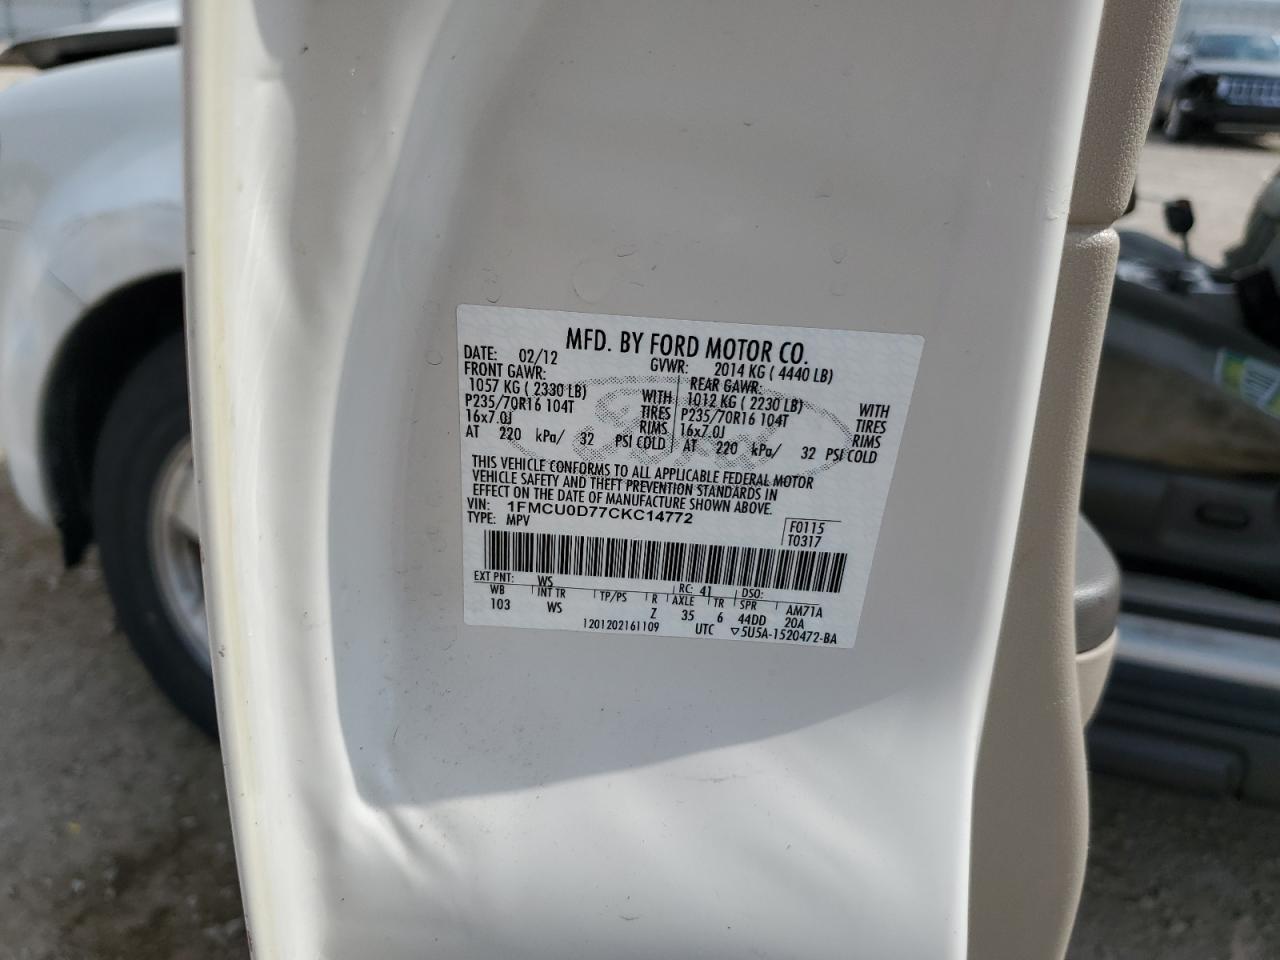 MFD. BY FORD MOTOR CO.
DATE: 02/12 GVWR: 2014 KG ( 4440 LB)
FRONT GAWR: REAR GAWR:
1057 KG ( 2330 LB) WITH 1012 KG ( 2230 LB) WITH
P235/70R16 104T TIRES P235/70R16 104T TIRES
16x7.0J RIMS 16x7.0J RIMS
AT 220 kPa/ 32 PSI COLD AT 220 kPa/ 32 PSI COLD
Ford
THIS VEHICLE CONFORMS TO ALL APPLICABLE FEDERAL MOTOR
VEHICLE SAFETY AND THEFT PREVENTION STANDARDS IN
EFFECT ON THE DATE OF MANUFACTURE SHOWN ABOVE.
VIN: 1FMCU0D77CKC14772
TYPE: MPV
F0115
T0317
EXT PNT: WS RC: 41 DSO:
WB INT TR TP/PS R AXLE TR SPR AM71A
103 WS Z 35 6 44DD 20A
1201202161109 UTC ▽5U5A-1520472-BA